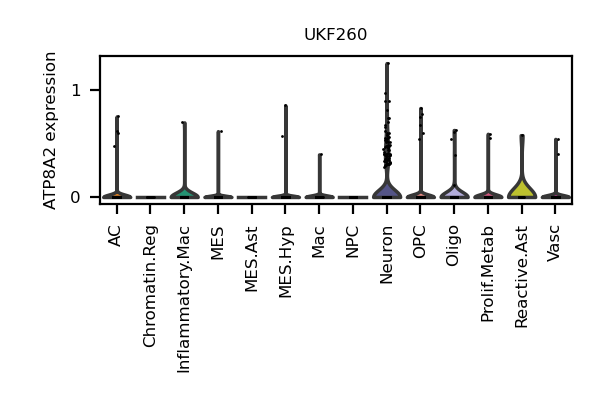 UKF260
ATP8A2 expression
1
0
AC
Chromatin.Reg
Inflammatory.Mac
MES
MES.Ast
MES.Hyp
Mac
NPC
Neuron
OPC
Oligo
Prolif.Metab
Reactive.Ast
Vasc